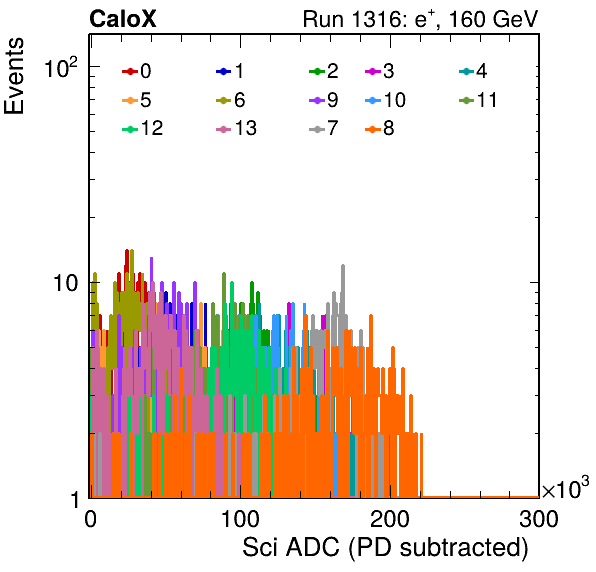 CaloX Run 1316: e⁺, 160 GeV
Events
10²
10
1
0 1 2 3 4
5 6 9 10 11
12 13 7 8
0 100 200 300
×10³
Sci ADC (PD subtracted)